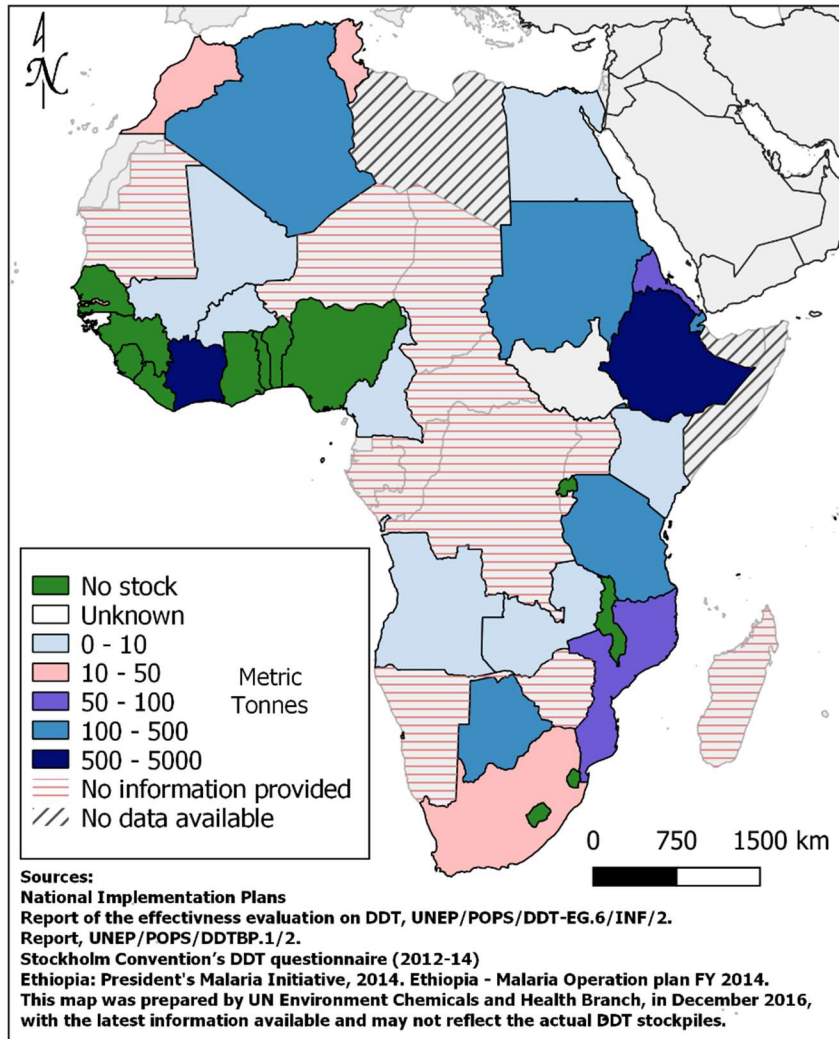 N
No stock
Unknown
0 - 10
10 - 50
50 - 100
100 - 500
500 - 5000
No information provided
No data available
Metric
Tonnes
0 750 1500 km
Sources:
National Implementation Plans
Report of the effectivness evaluation on DDT, UNEP/POPS/DDT-EG.6/INF/2.
Report, UNEP/POPS/DDTBP.1/2.
Stockholm Convention's DDT questionnaire (2012-14)
Ethiopia: President's Malaria Initiative, 2014. Ethiopia - Malaria Operation plan FY 2014.
This map was prepared by UN Environment Chemicals and Health Branch, in December 2016,
with the latest information available and may not reflect the actual DDT stockpiles.